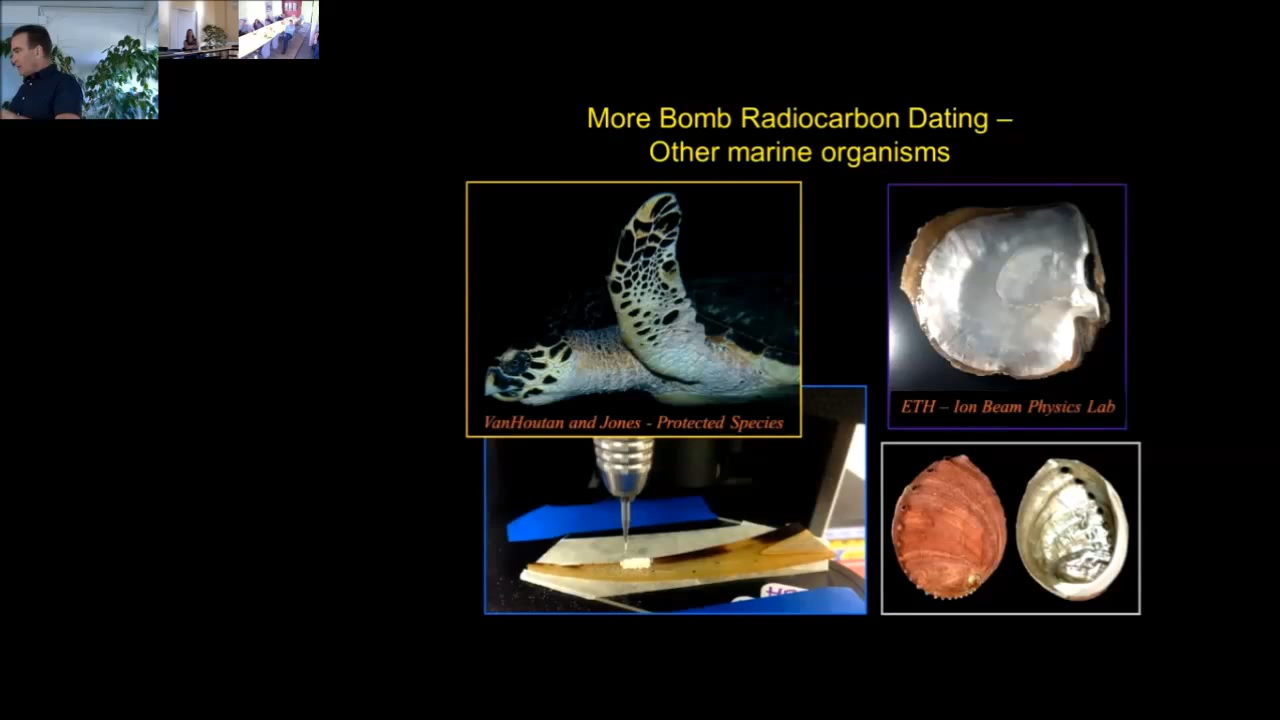 More Bomb Radiocarbon Dating –
Other marine organisms
VanHoutan and Jones - Protected Species
ETH – Ion Beam Physics Lab